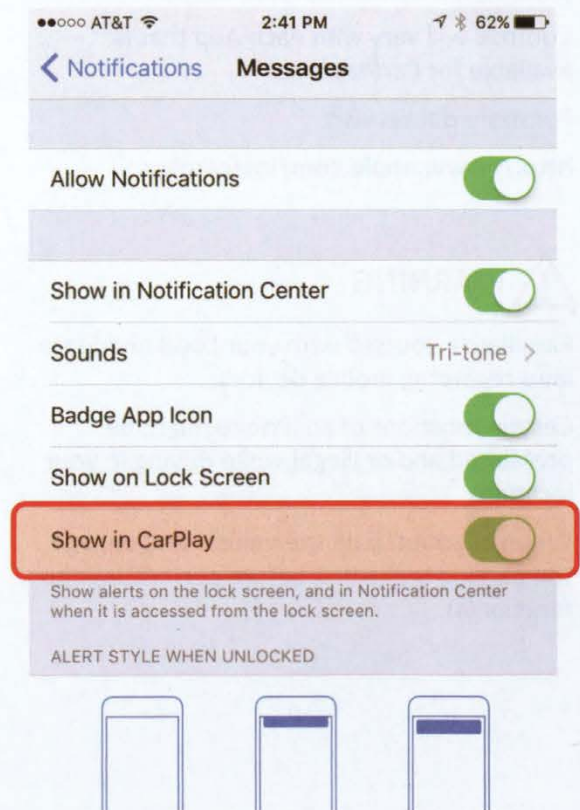 AT&T 2:41 PM 62%
Notifications Messages
Allow Notifications
Show in Notification Center
Sounds Tri-tone
Badge App Icon
Show on Lock Screen
Show in CarPlay
Show alerts on the lock screen, and in Notification Center
when it is accessed from the lock screen.
ALERT STYLE WHEN UNLOCKED